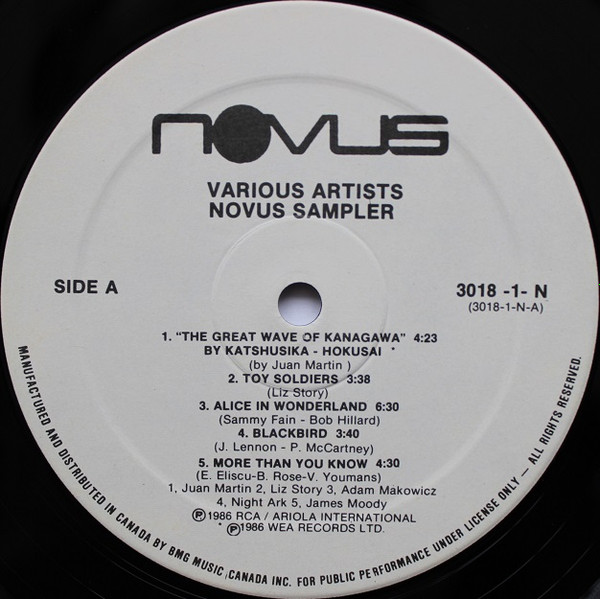 novus
VARIOUS ARTISTS
NOVUS SAMPLER
SIDE A
3018 -1- N
(3018-1-N-A)
1. “THE GREAT WAVE OF KANAGAWA” 4:23
BY KATSHUSIKA - HOKUSAI
(by Juan Martin )
2. TOY SOLDIERS 3:38
(Liz Story)
3. ALICE IN WONDERLAND 6:30
(Sammy Fain - Bob Hillard)
4. BLACKBIRD 3:40
(J. Lennon - P. McCartney)
5. MORE THAN YOU KNOW 4:30
(E. Eliscu-B. Rose-V. Youmans)
1, Juan Martin 2, Liz Story 3, Adam Makowicz
4, Night Ark 5, James Moody
Ⓟ©1986 RCA / ARIOLA INTERNATIONAL
©Ⓟ1986 WEA RECORDS LTD.
MANUFACTURED AND DISTRIBUTED IN CANADA BY BMG MUSIC CANADA INC. FOR PUBLIC PERFORMANCE UNDER LICENSE ONLY — ALL RIGHTS RESERVED.